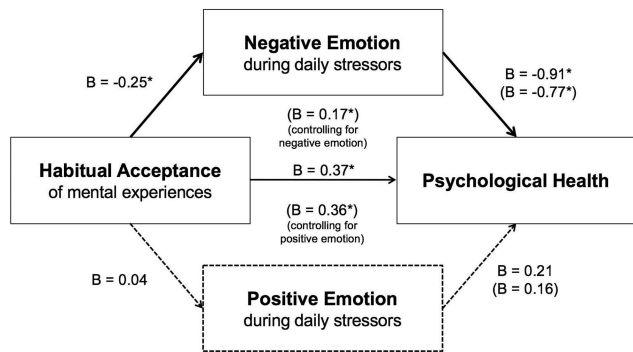 Negative Emotion
during daily stressors
B = -0.25*
B = -0.91*
(B = -0.77*)
(B = 0.17*)
(controlling for
negative emotion)
Habitual Acceptance
of mental experiences
B = 0.37*
Psychological Health
(B = 0.36*)
(controlling for
positive emotion)
B = 0.04
Positive Emotion
during daily stressors
B = 0.21
(B = 0.16)